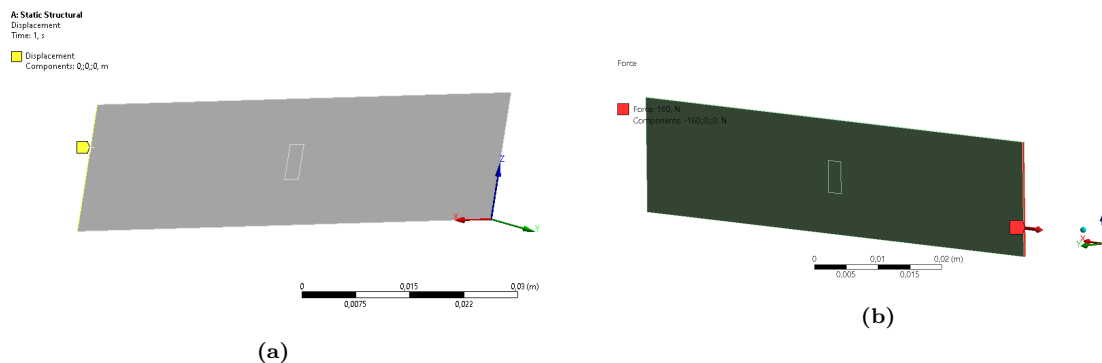 A: Static Structural
Displacement
Time: 1, s
Displacement
Components: 0,;0,;0, m
Z
X
Y
0
0,015
0,03 (m)
0,0075
0,022
(a)
Force
Force: 160, N
Components: -160,;0,;0, N
X
Y
0
0,01
0,02 (m)
0,005
0,015
(b)